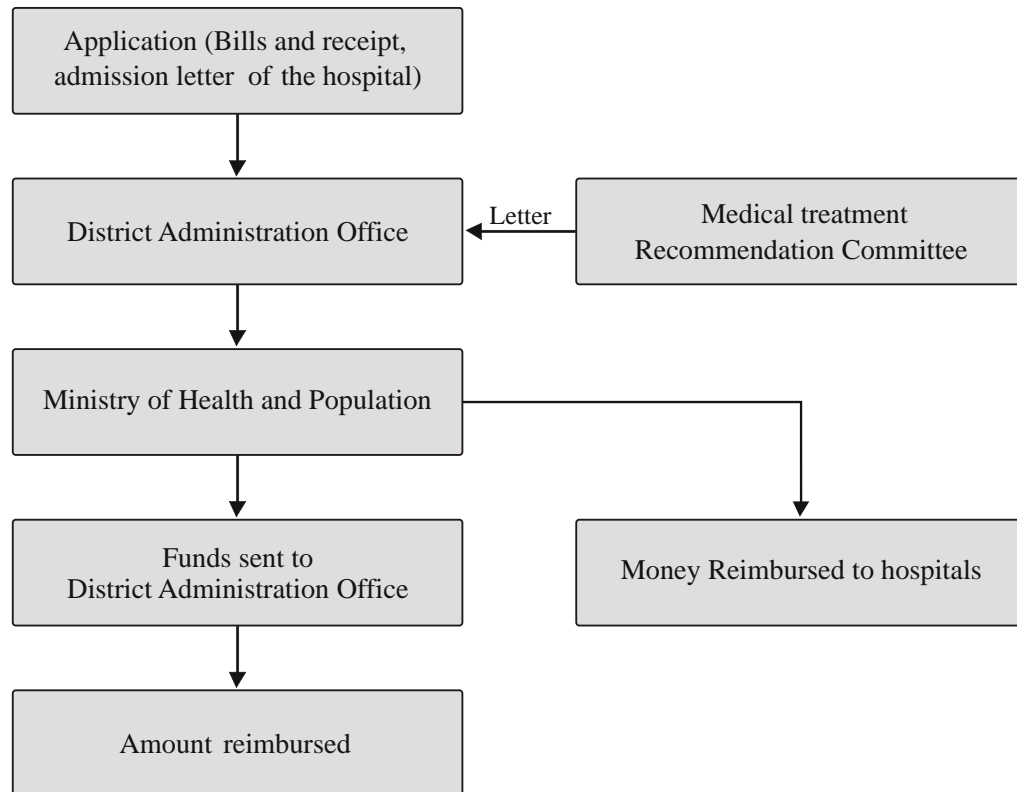 Application (Bills and receipt,
admission letter of the hospital)
District Administration Office
Letter
Medical treatment
Recommendation Committee
Ministry of Health and Population
Funds sent to
District Administration Office
Money Reimbursed to hospitals
Amount reimbursed